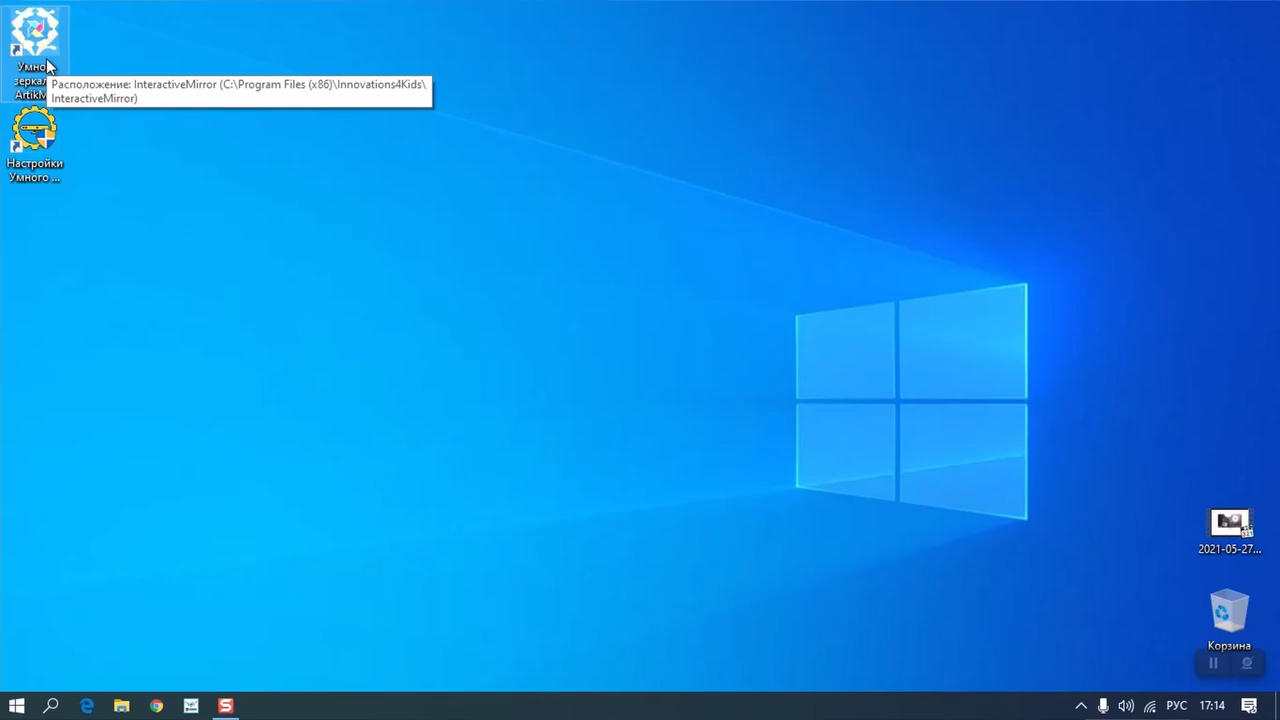 Умно
зеркал
ArtikM
Расположение: InteractiveMirror (C:\Program Files (x86)\Innovations4Kids\
InteractiveMirror)
Настройки
Умного ...
2021-05-27...
Корзина
РУС
17:14